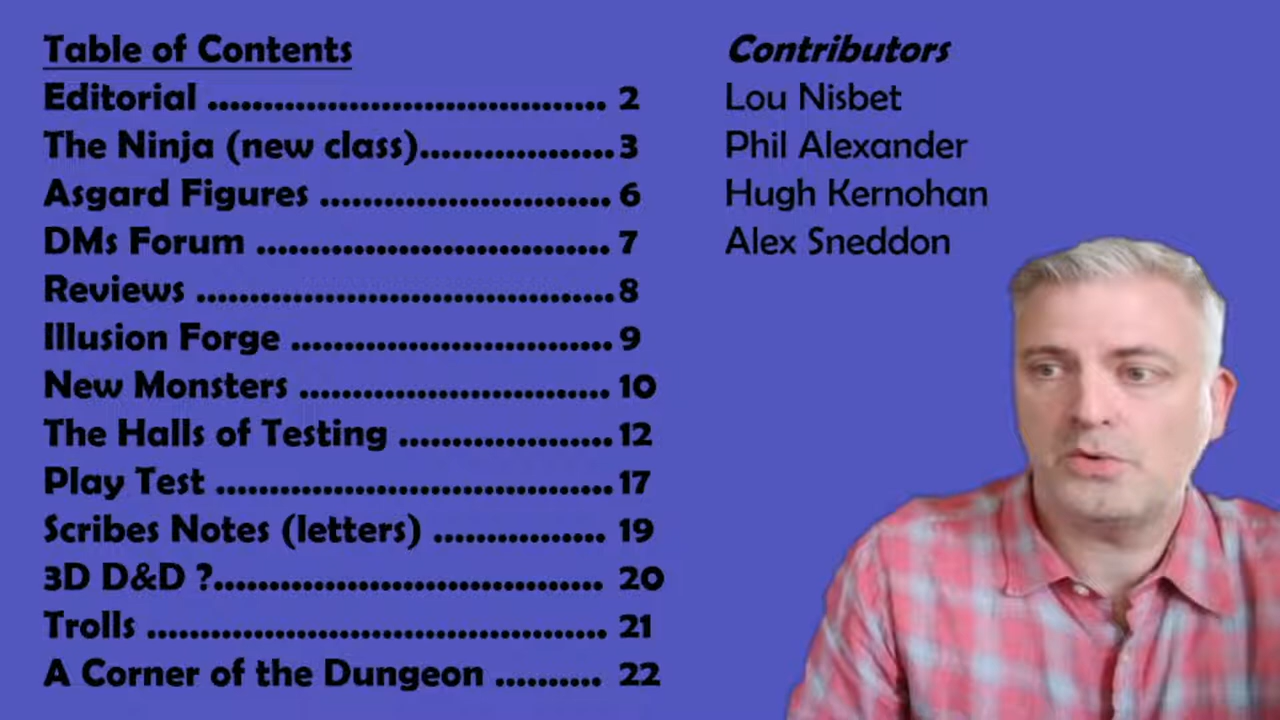 Table of Contents
Editorial ............................................. 2
The Ninja (new class)...................... 3
Asgard Figures ................................. 6
DMs Forum ........................................ 7
Reviews ............................................... 8
Illusion Forge .................................... 9
New Monsters ................................... 10
The Halls of Testing ........................ 12
Play Test ............................................. 17
Scribes Notes (letters) ................... 19
3D D&D ?............................................ 20
Trolls .................................................... 21
A Corner of the Dungeon ............ 22
Contributors
Lou Nisbet
Phil Alexander
Hugh Kernohan
Alex Sneddon